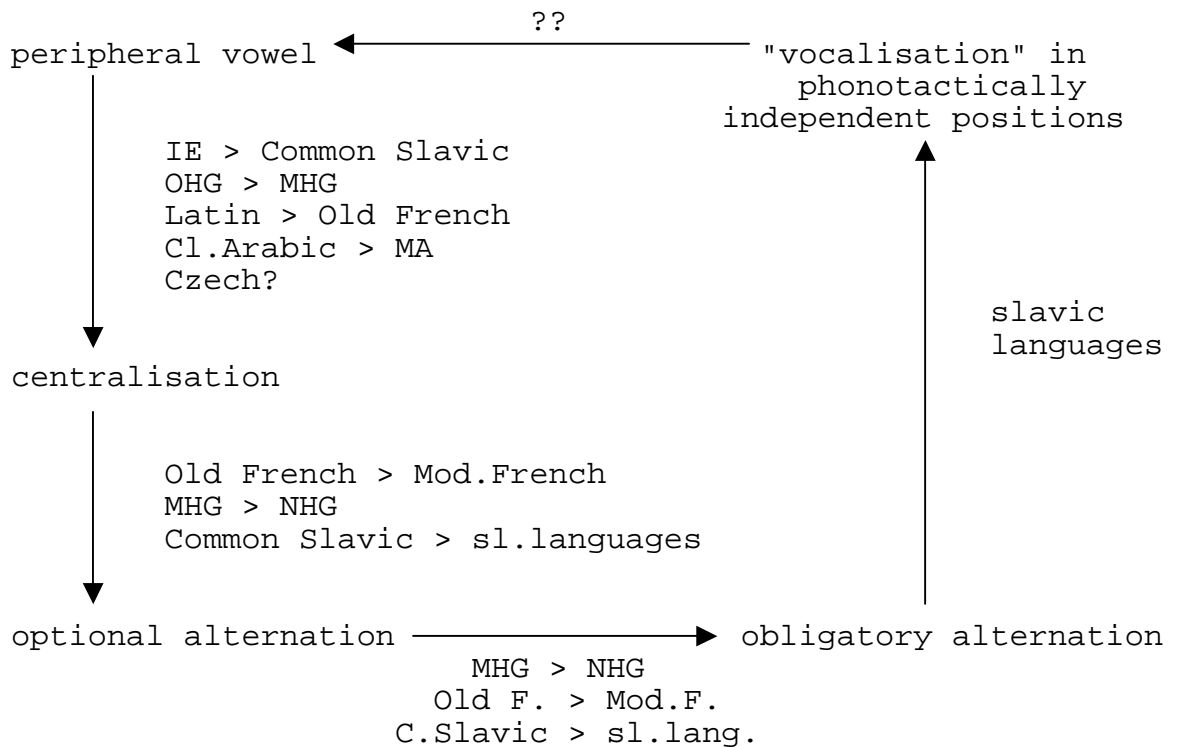 ??
peripheral vowel
"vocalisation" in
phonotactically
independent positions
IE > Common Slavic
OHG > MHG
Latin > Old French
Cl.Arabic > MA
Czech?
slavic
languages
centralisation
Old French > Mod.French
MHG > NHG
Common Slavic > sl.languages
optional alternation
obligatory alternation
MHG > NHG
Old F. > Mod.F.
C.Slavic > sl.lang.